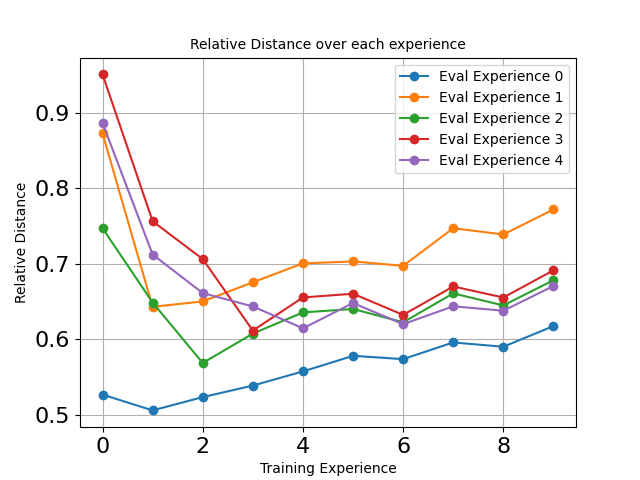 Relative Distance over each experience
Eval Experience 0
Eval Experience 1
Eval Experience 2
Eval Experience 3
Eval Experience 4
Relative Distance
0.9
0.8
0.7
0.6
0.5
0 2 4 6 8
Training Experience